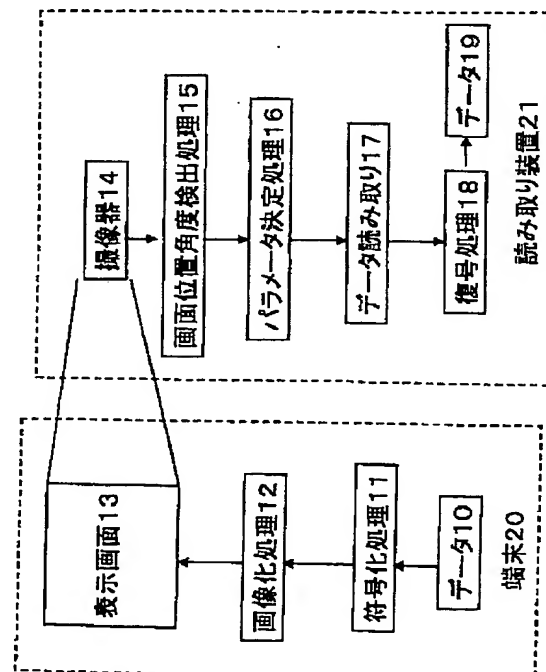 撮像器14
画面位置角度検出処理15
パラメータ決定処理16
データ読み取り17
復号処理18
データ19
読み取り装置21
表示画面13
画像化処理12
符号化処理11
データ10
端末20